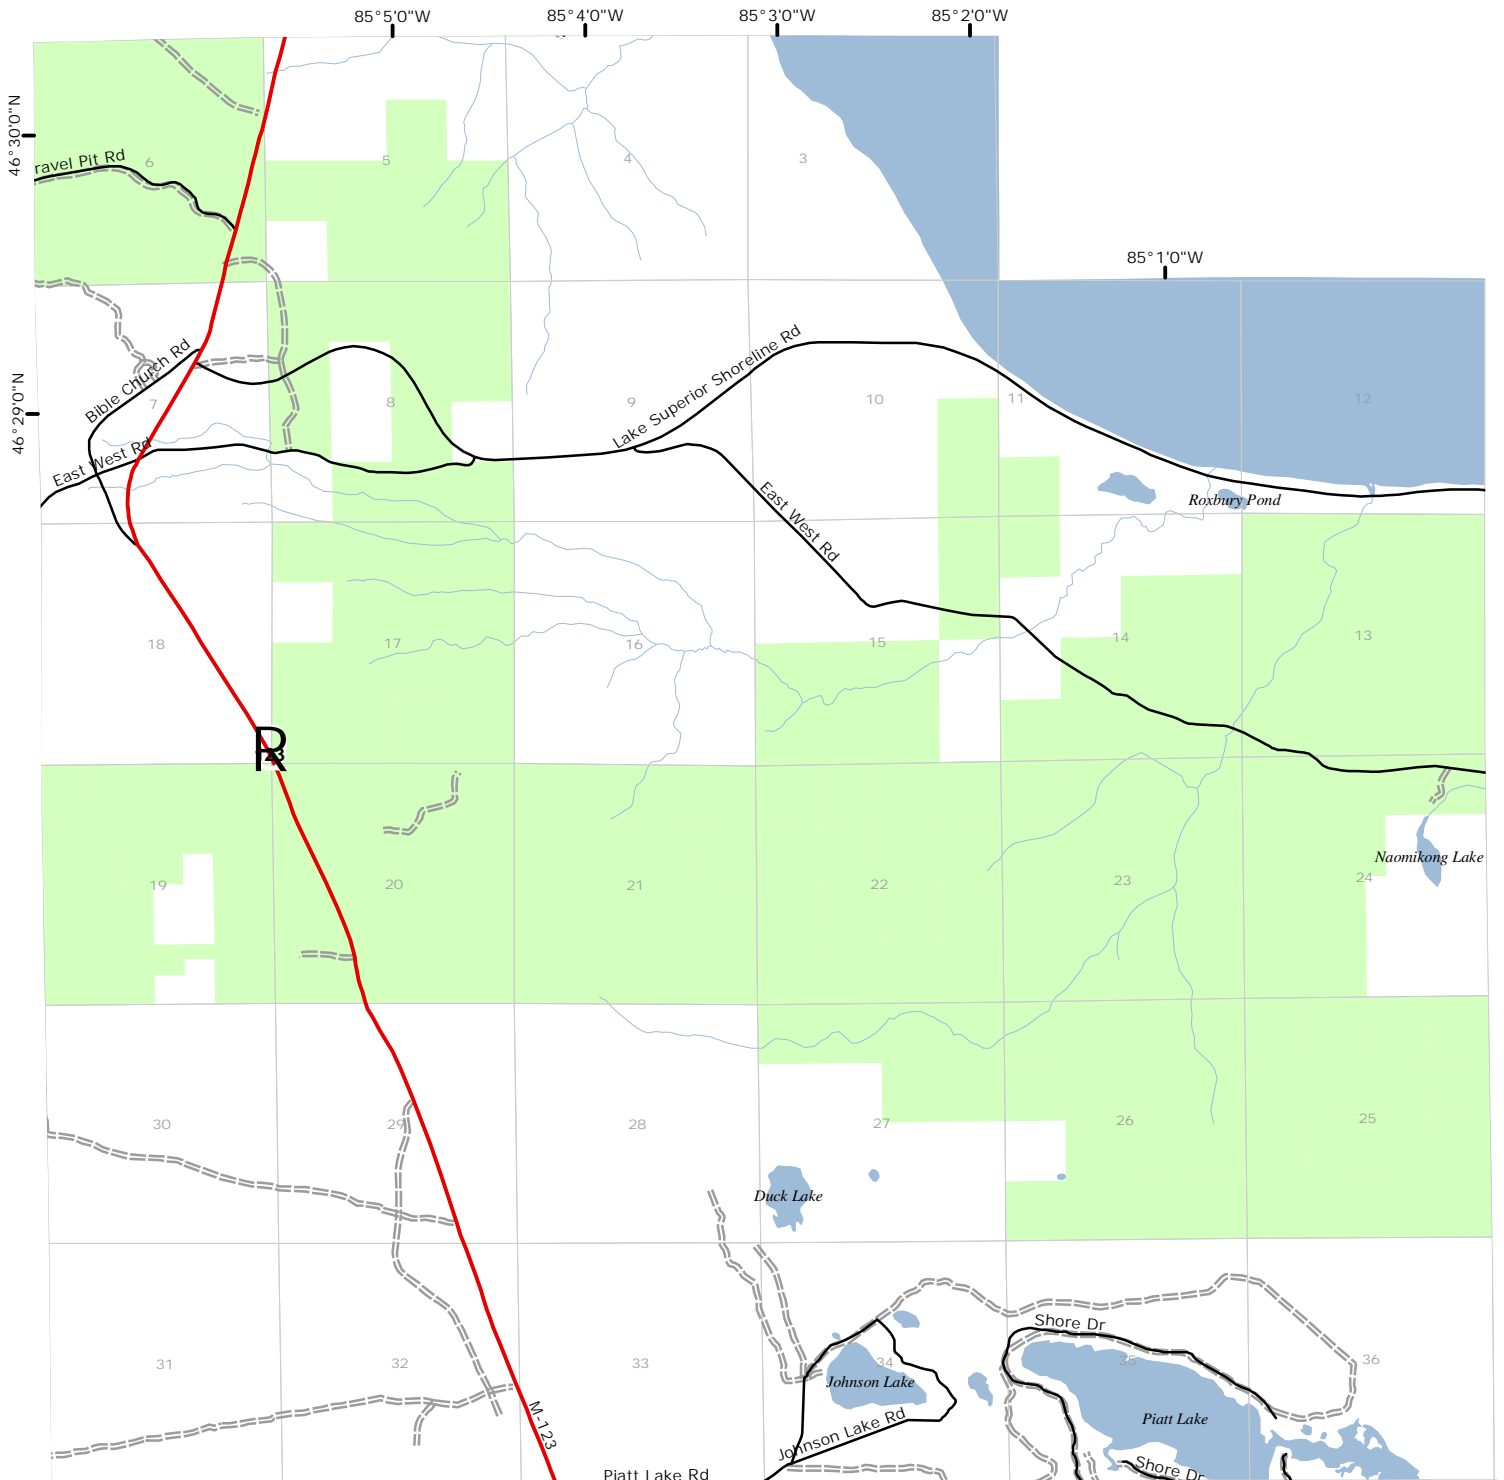 85°5'0"W
85°4'0"W
85°3'0"W
85°2'0"W
46°30'0"N
ravel Pit Rd
6
5
4
3
85°1'0"W
Bible Church Rd
Lake Superior Shoreline Rd
46°29'0"N
7
8
9
10
11
12
East West Rd
East West Rd
Roxbury Pond
18
17
16
15
14
13
123
Naomikong Lake
19
20
21
22
23
24
30
29
28
27
26
25
Duck Lake
Shore Dr
31
32
33
34
35
36
Johnson Lake
Piatt Lake
M-123
Johnson Lake Rd
Shore Dr
Piatt Lake Rd